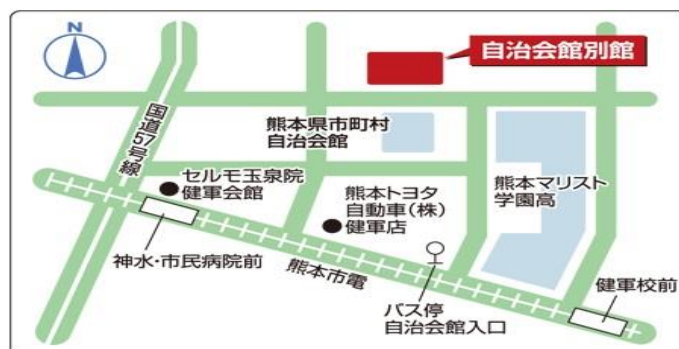 N
自治会館別館
国道57号線
熊本県市町村
自治会館
セルモ玉泉院
健軍会館
熊本トヨタ
自動車(株)
健軍店
熊本マリスト
学園高
神水・市民病院前
熊本市電
バス停
自治会館入口
健軍校前